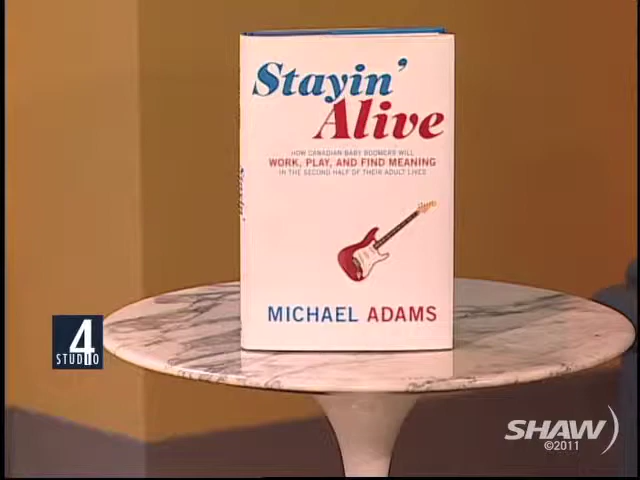 Stayin'
Alive
HOW CANADIAN BABY BOOMERS WILL
WORK, PLAY, AND FIND MEANING
IN THE SECOND HALF OF THEIR ADULT LIVES
MICHAEL ADAMS
Stayin'
4
STUDIO
SHAW)
©2011